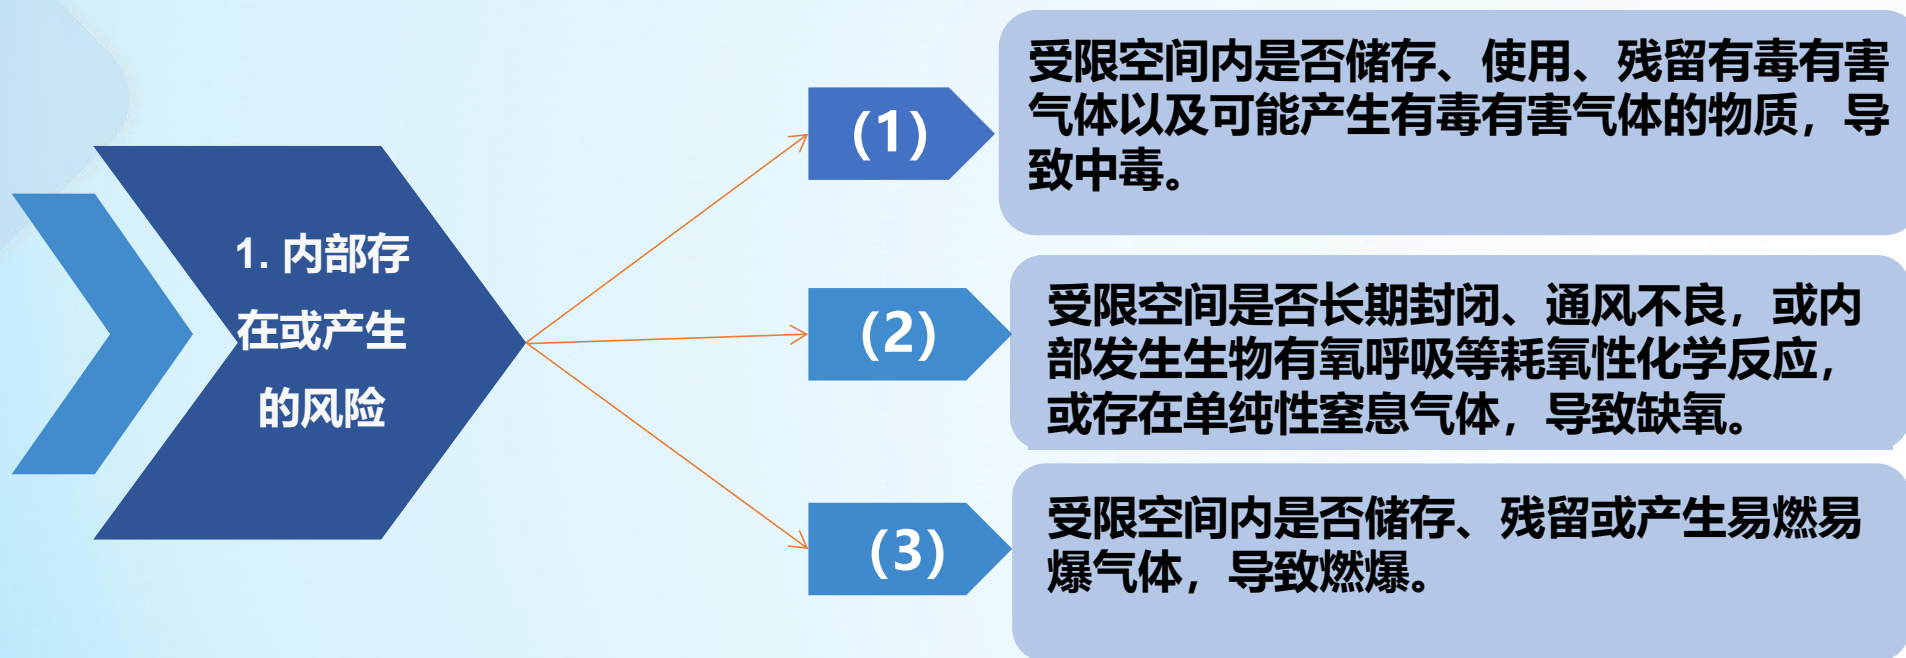 1. 内部存
在或产生
的风险
(1)
受限空间内是否储存、使用、残留有毒有害
气体以及可能产生有毒有害气体的物质，导
致中毒。
(2)
受限空间是否长期封闭、通风不良，或内
部发生生物有氧呼吸等耗氧性化学反应，
或存在单纯性窒息气体，导致缺氧。
(3)
受限空间内是否储存、残留或产生易燃易
爆气体，导致燃爆。